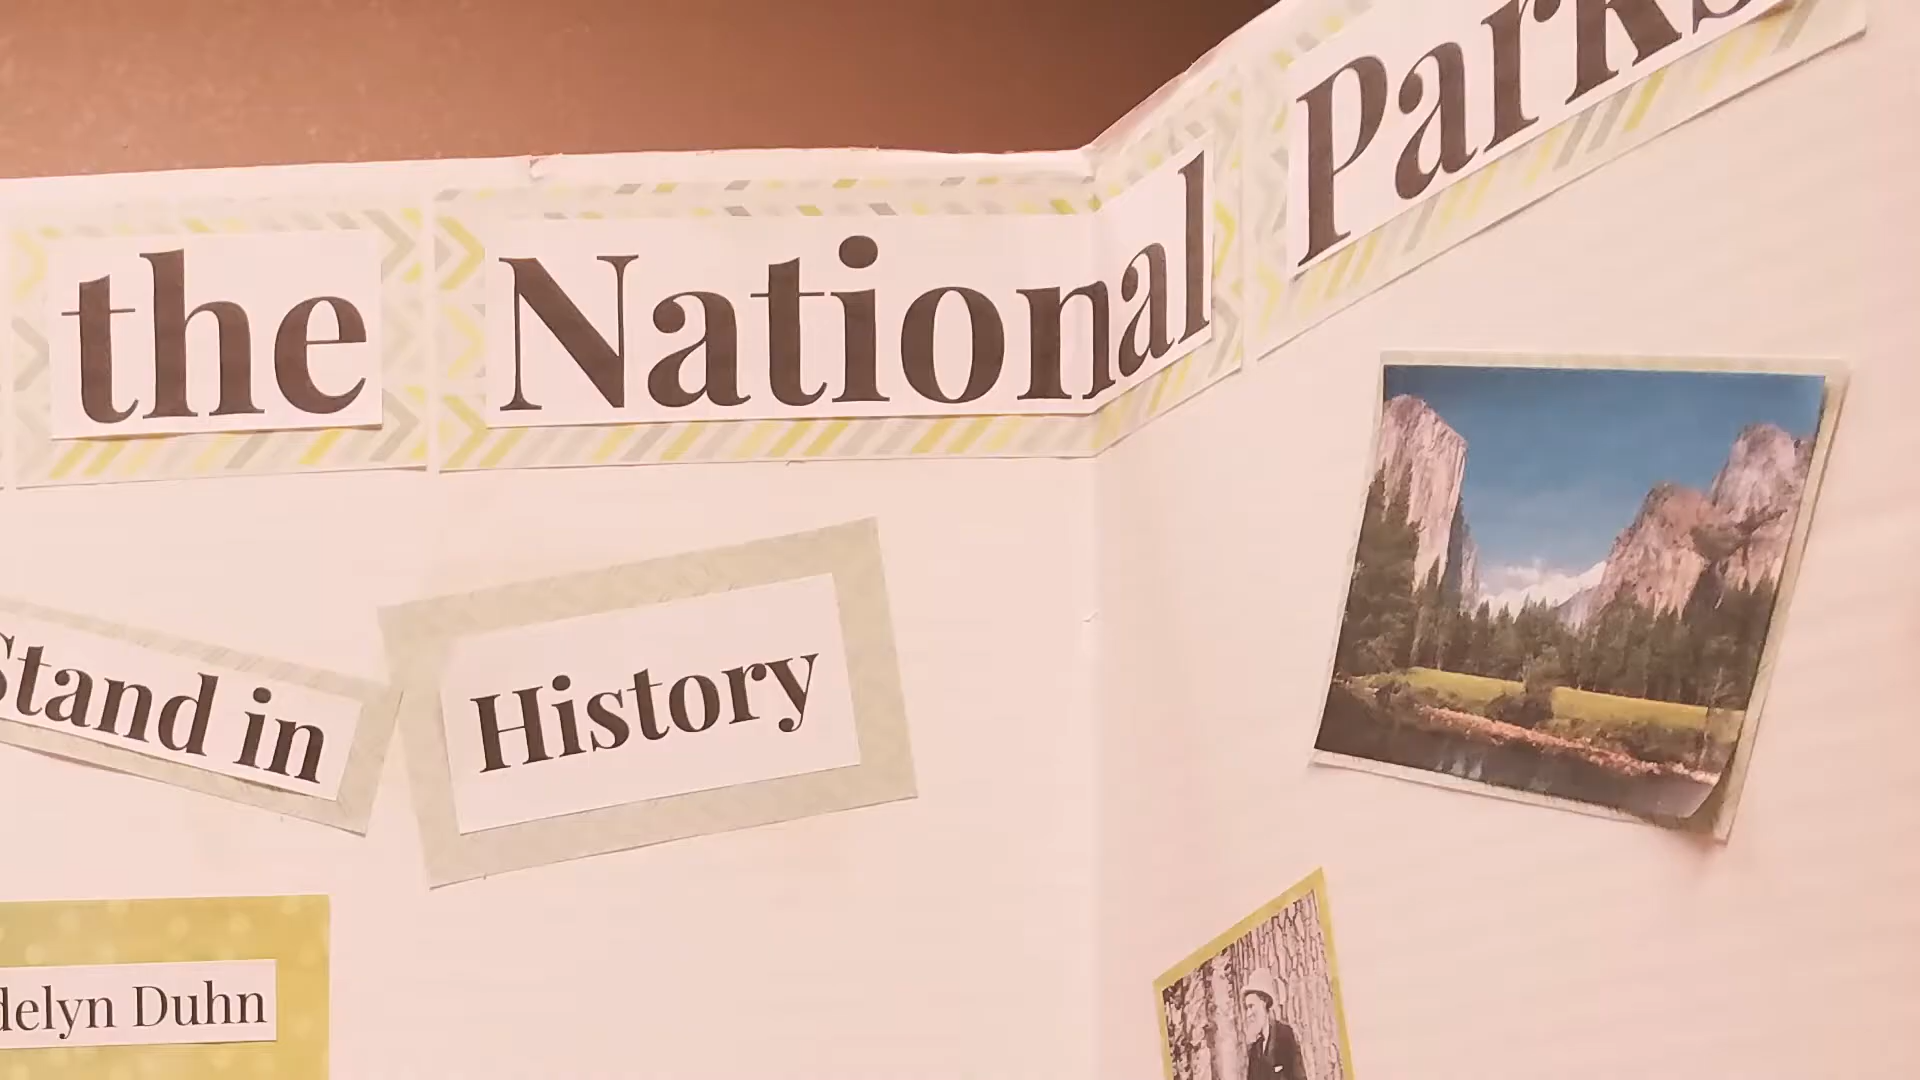 the National Parks
Stand in History
delyn Duhn